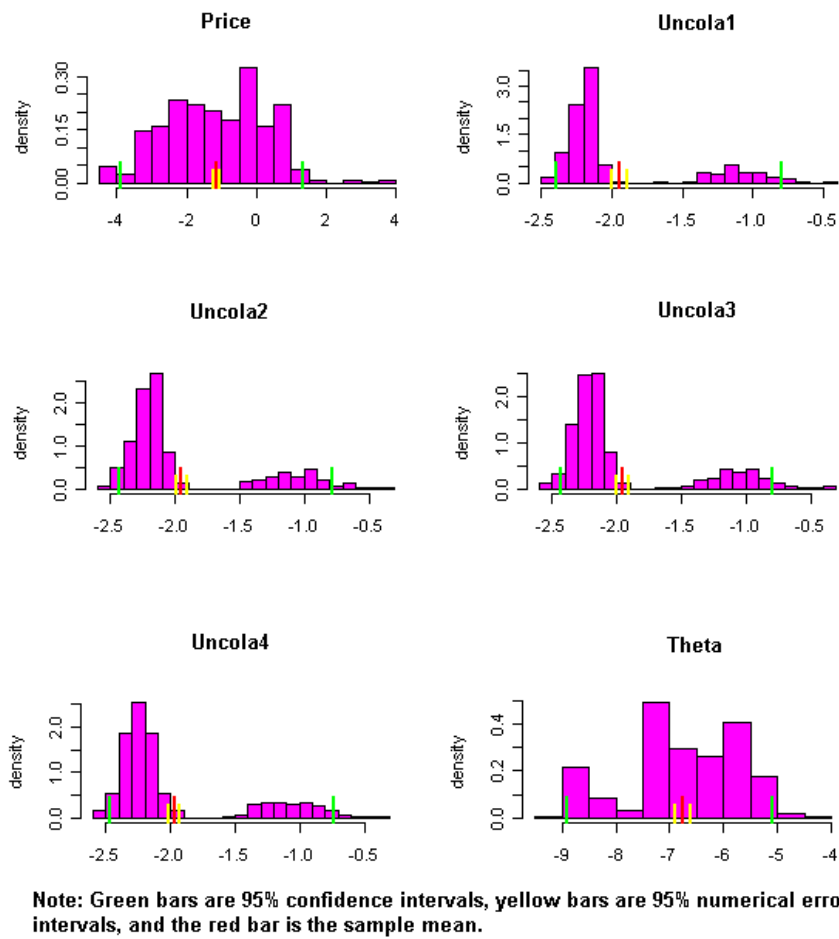 Price
Uncola1
density
0.00 0.15 0.30
-4 -2 0 2 4
density
0.0 1.5 3.0
-2.5 -2.0 -1.5 -1.0 -0.5
Uncola2
Uncola3
density
0.0 1.0 2.0
-2.5 -2.0 -1.5 -1.0 -0.5
density
0.0 1.0 2.0
-2.5 -2.0 -1.5 -1.0 -0.5
Uncola4
Theta
density
0.0 1.0 2.0
-2.5 -2.0 -1.5 -1.0 -0.5
density
0.0 0.2 0.4
-9 -8 -7 -6 -5 -4
Note: Green bars are 95% confidence intervals, yellow bars are 95% numerical erro
intervals, and the red bar is the sample mean.